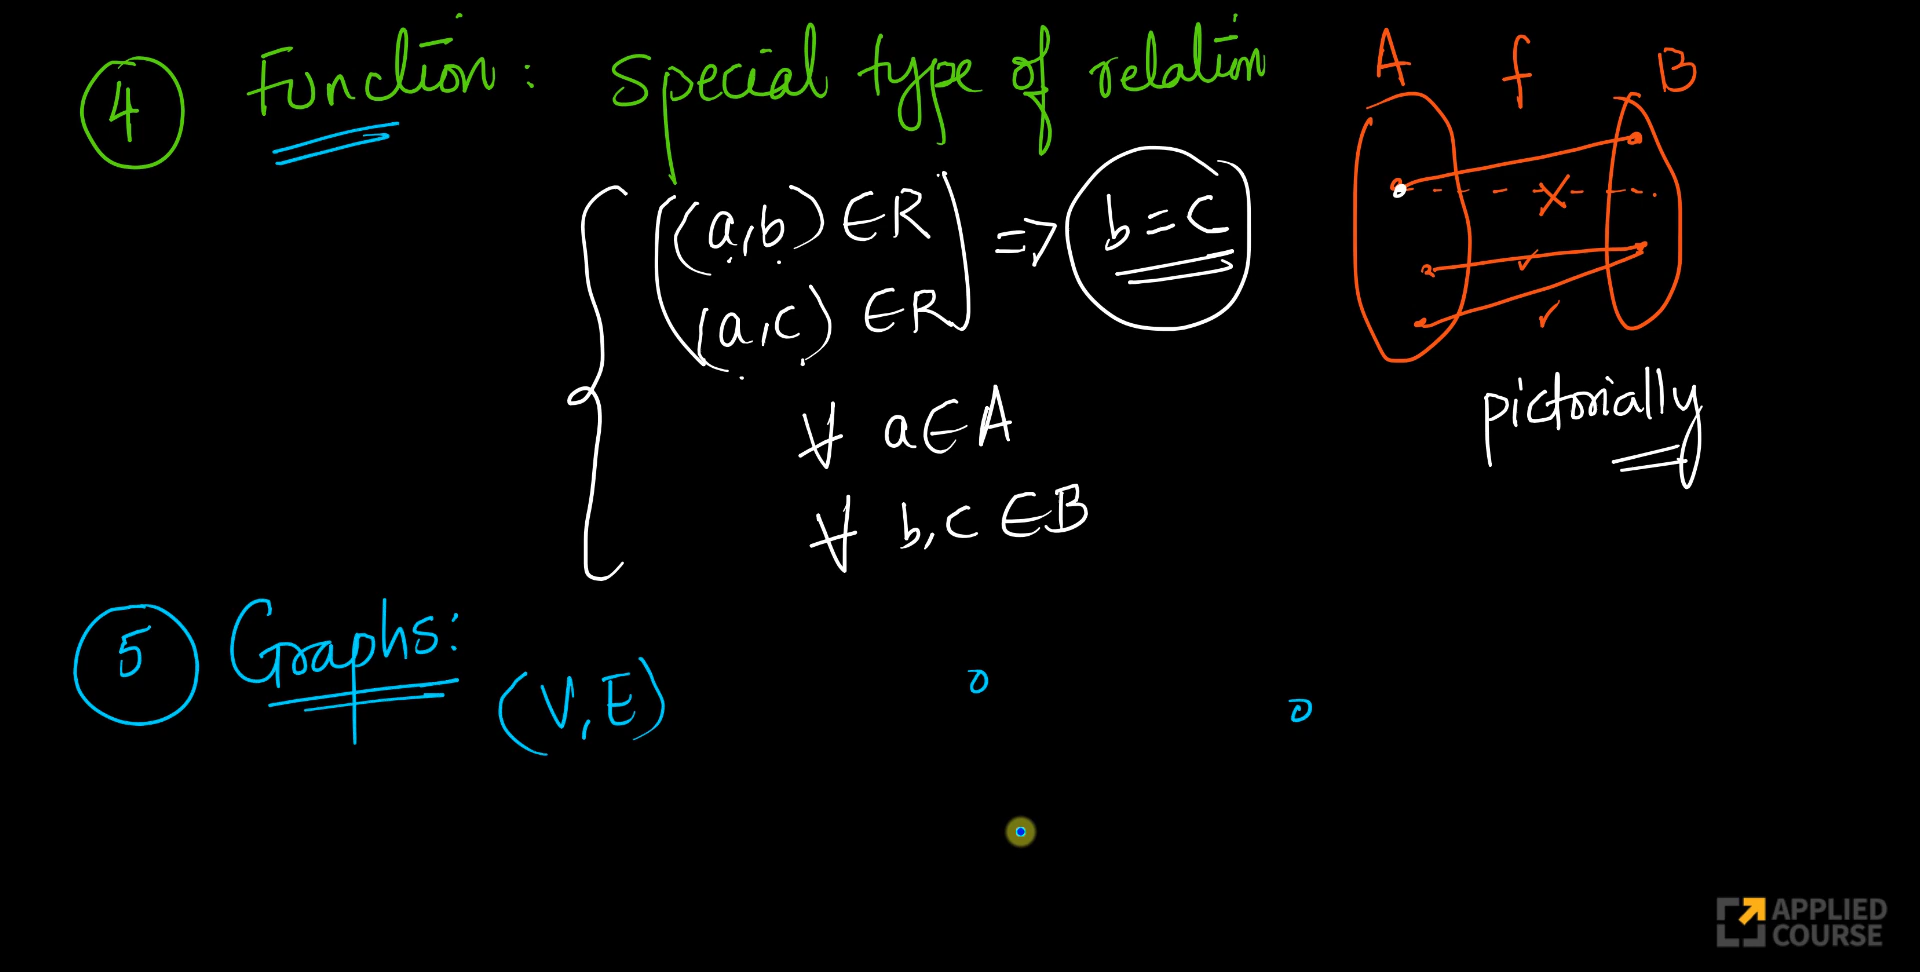 ④ Function: Special type of relation
(a,b) ∈ R
(a,c) ∈ R
⇒ b = c
∀ a ∈ A
∀ b, c ∈ B
A f B
pictorially
⑤ Graphs:
(V, E)
APPLIED
COURSE